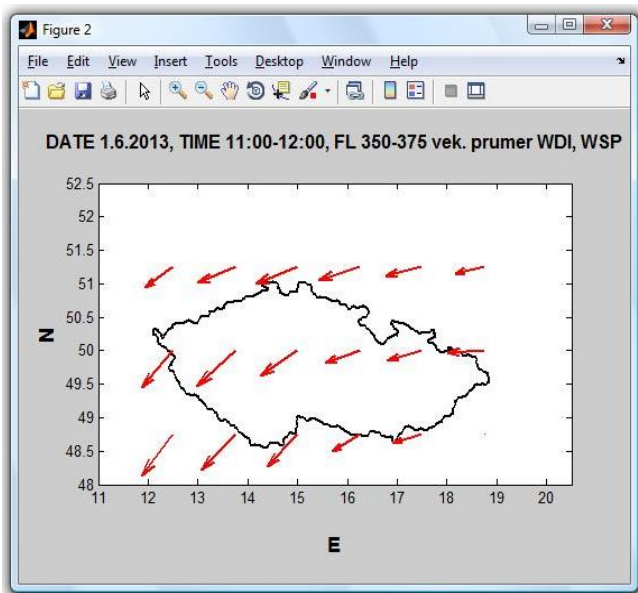 Figure 2
File Edit View Insert Tools Desktop Window Help
DATE 1.6.2013, TIME 11:00-12:00, FL 350-375 vek. prumer WDI, WSP
52.5
52
51.5
51
50.5
50
49.5
49
48.5
48
N
11 12 13 14 15 16 17 18 19 20
E